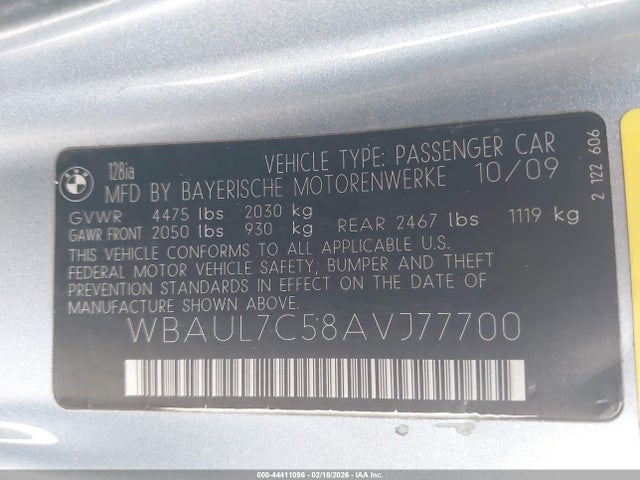 BMW
128ia
VEHICLE TYPE: PASSENGER CAR
MFD BY BAYERISCHE MOTORENWERKE 10/09
GVWR 4475 lbs 2030 kg
GAWR FRONT 2050 lbs 930 kg REAR 2467 lbs 1119 kg
THIS VEHICLE CONFORMS TO ALL APPLICABLE U.S.
FEDERAL MOTOR VEHICLE SAFETY, BUMPER AND THEFT
PREVENTION STANDARDS IN EFFECT ON THE DATE OF
MANUFACTURE SHOWN ABOVE.
WBAUL7C58AVJ77700
2 122 606
000-44411096 - 02/18/2026 - IAAI Copyright